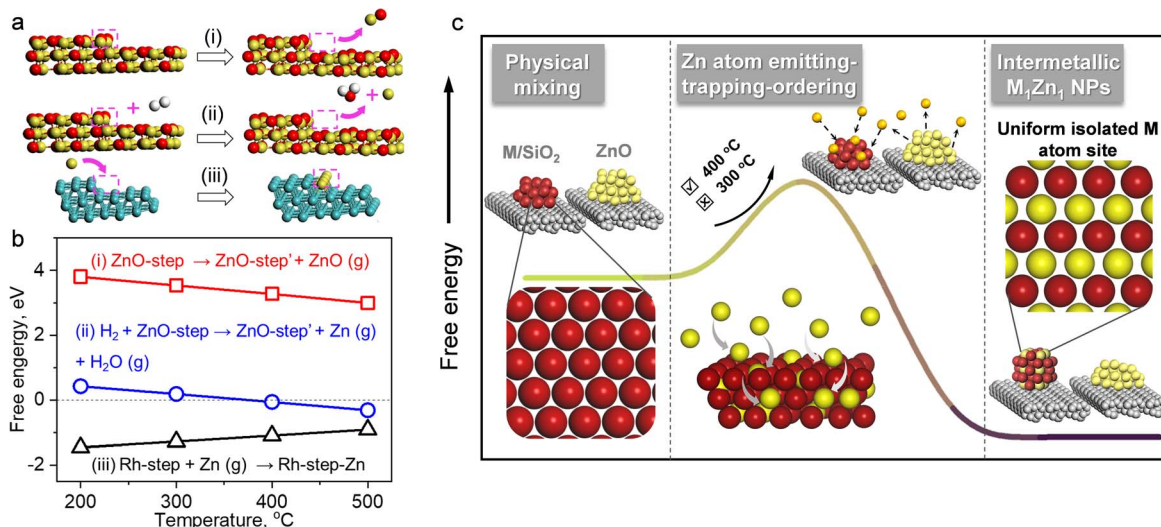 a
(i)
+
+
(ii)
(iii)
b
Free engergy, eV
4
2
0
-2
(i) ZnO-step → ZnO-step' + ZnO (g)
(ii) H₂ + ZnO-step → ZnO-step' + Zn (g)
+ H₂O (g)
(iii) Rh-step + Zn (g) → Rh-step-Zn
200 300 400 500
Temperature, °C
c
Free energy
Physical
mixing
M/SiO₂ ZnO
Zn atom emitting-
trapping-ordering
☑ 400 °C
☒ 300 °C
Intermetallic
M₁Zn₁ NPs
Uniform isolated M
atom site